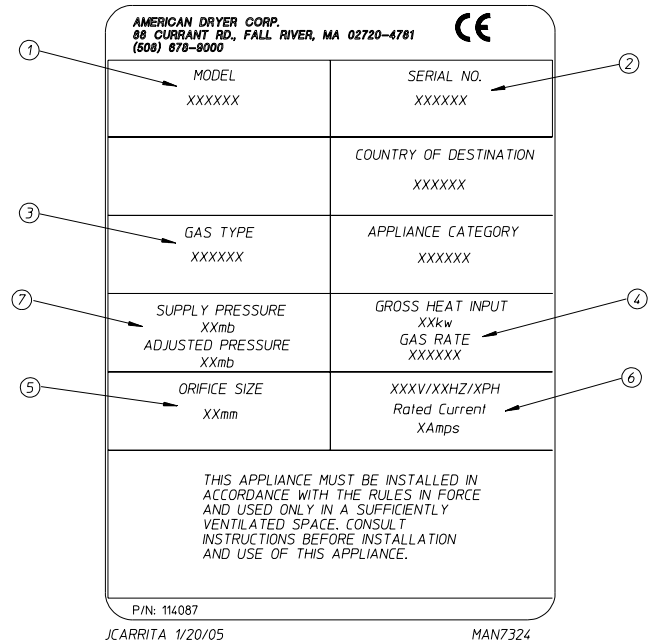 AMERICAN DRYER CORP.
88 CURRANT RD., FALL RIVER, MA 02720-4781
(508) 678-9000
CE
1
MODEL
XXXXXX
2
SERIAL NO.
XXXXXX
COUNTRY OF DESTINATION
XXXXXX
3
GAS TYPE
XXXXXX
APPLIANCE CATEGORY
XXXXXX
7
SUPPLY PRESSURE
XXmb
ADJUSTED PRESSURE
XXmb
4
GROSS HEAT INPUT
XXkw
GAS RATE
XXXXXX
5
ORIFICE SIZE
XXmm
6
XXXV/XXHZ/XPH
Rated Current
XAmps
THIS APPLIANCE MUST BE INSTALLED IN
ACCORDANCE WITH THE RULES IN FORCE
AND USED ONLY IN A SUFFICIENTLY
VENTILATED SPACE. CONSULT
INSTRUCTIONS BEFORE INSTALLATION
AND USE OF THIS APPLIANCE.
P/N: 114087
JCARRITA 1/20/05
MAN7324